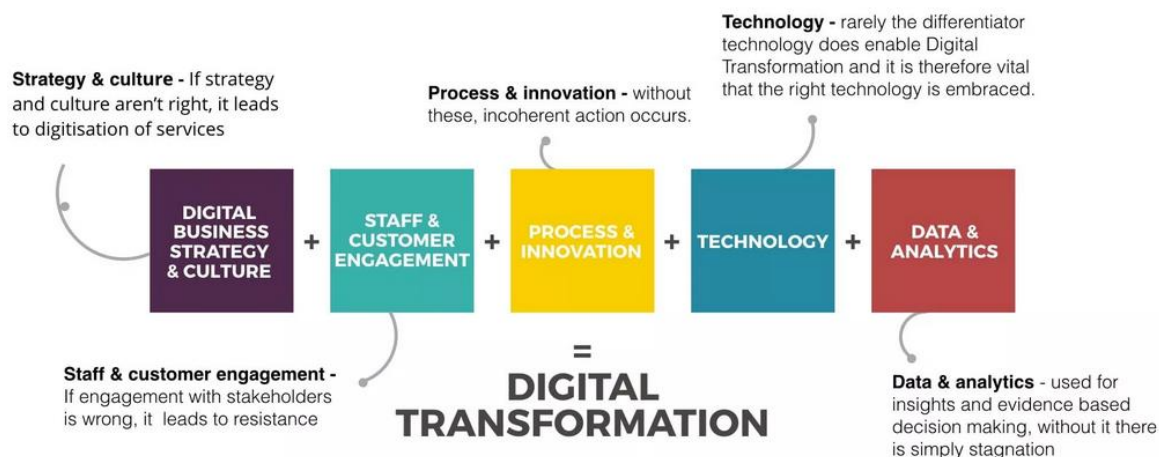 Technology - rarely the differentiator
technology does enable Digital
Transformation and it is therefore vital
that the right technology is embraced.
Strategy & culture - If strategy
and culture aren't right, it leads
to digitisation of services
Process & innovation - without
these, incoherent action occurs.
DIGITAL
BUSINESS
STRATEGY
& CULTURE
+
STAFF &
CUSTOMER
ENGAGEMENT
+
PROCESS &
INNOVATION
+
TECHNOLOGY
+
DATA &
ANALYTICS
=
DIGITAL
TRANSFORMATION
Staff & customer engagement -
If engagement with stakeholders
is wrong, it leads to resistance
Data & analytics - used for
insights and evidence based
decision making, without it there
is simply stagnation